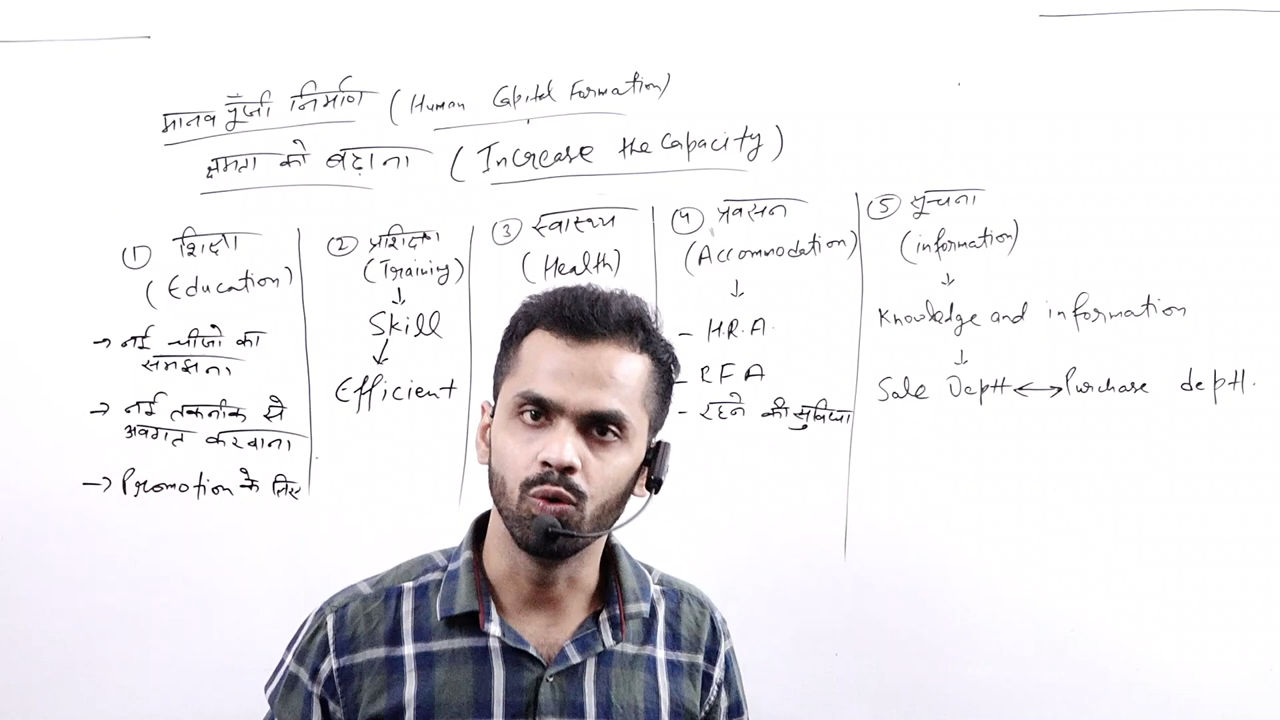 मानव पूँजी निर्माण (Human Capital Formation)
क्षमता को बढ़ाना (Increase the Capacity)
① शिक्षा
(Education)
→ नई चीजो का
समझना
→ नई तकनीक से
अवगत करवाना
→ Promotion के लिए
② प्रशिक्षण
(Training)
↓
Skill
↓
Efficient
③ स्वास्थ्य
(Health)
④ प्रवसन
(Accomnodation)
↓
- H.R.A.
- RFA
- रहने की सुविधा
⑤ सूचना
(information)
↓
Knowledge and information
↓
Sale Deptt ↔ Purchase deptt.